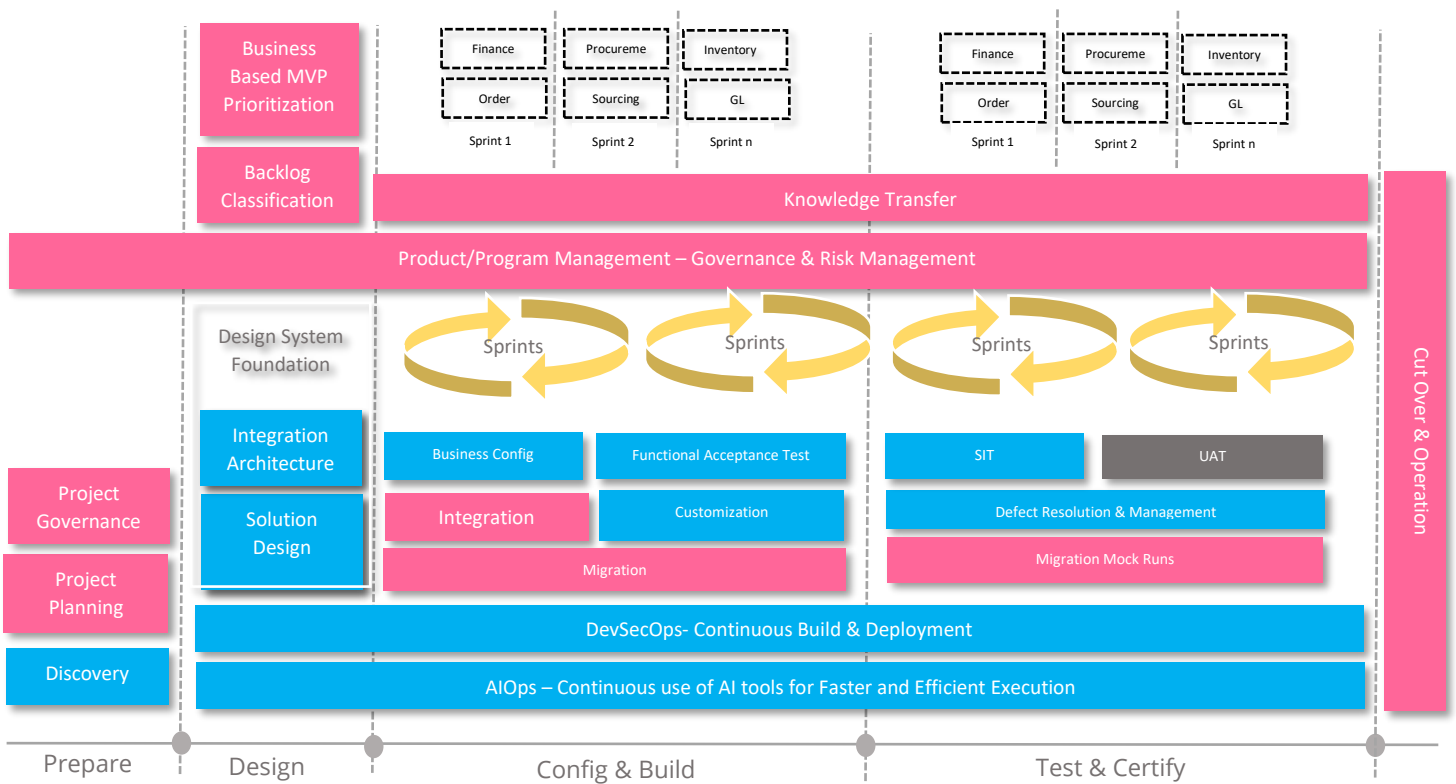 Business
Based MVP
Prioritization
Finance
Procureme
Inventory
Order
Sourcing
GL
Sprint 1
Sprint 2
Sprint n
Finance
Procureme
Inventory
Order
Sourcing
GL
Sprint 1
Sprint 2
Sprint n
Backlog
Classification
Knowledge Transfer
Product/Program Management – Governance & Risk Management
Design System
Foundation
Sprints
Sprints
Sprints
Sprints
Integration
Architecture
Business Config
Functional Acceptance Test
SIT
UAT
Project
Governance
Solution
Design
Integration
Customization
Defect Resolution & Management
Migration
Migration Mock Runs
Project
Planning
DevSecOps- Continuous Build & Deployment
Discovery
AIOps – Continuous use of AI tools for Faster and Efficient Execution
Cut Over & Operation
Prepare
Design
Config & Build
Test & Certify